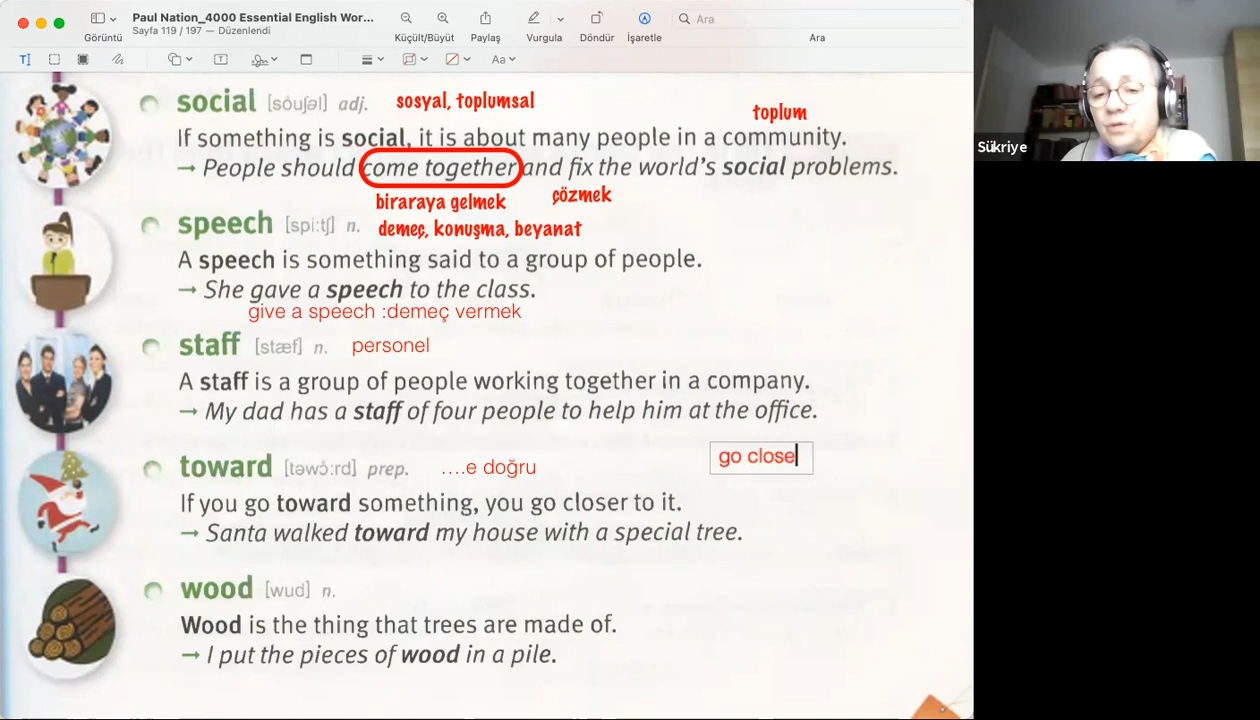 Paul Nation_4000 Essential English Wor...
Sayfa 119 / 197 — Düzenlendi
Görüntü
Küçült/Büyüt
Paylaş
Vurgula
Döndür
İşaretle
Ara
Ara
Aa
social [sóuʃəl] adj. sosyal, toplumsal
toplum
If something is social, it is about many people in a community.
→ People should come together and fix the world's social problems.
biraraya gelmek
çözmek
speech [spi:tʃ] n. demeç, konuşma, beyanat
A speech is something said to a group of people.
→ She gave a speech to the class.
give a speech :demeç vermek
staff [stæf] n. personel
A staff is a group of people working together in a company.
→ My dad has a staff of four people to help him at the office.
go close
toward [təwɔ́:rd] prep. ....e doğru
If you go toward something, you go closer to it.
→ Santa walked toward my house with a special tree.
wood [wud] n.
Wood is the thing that trees are made of.
→ I put the pieces of wood in a pile.
Sükriye